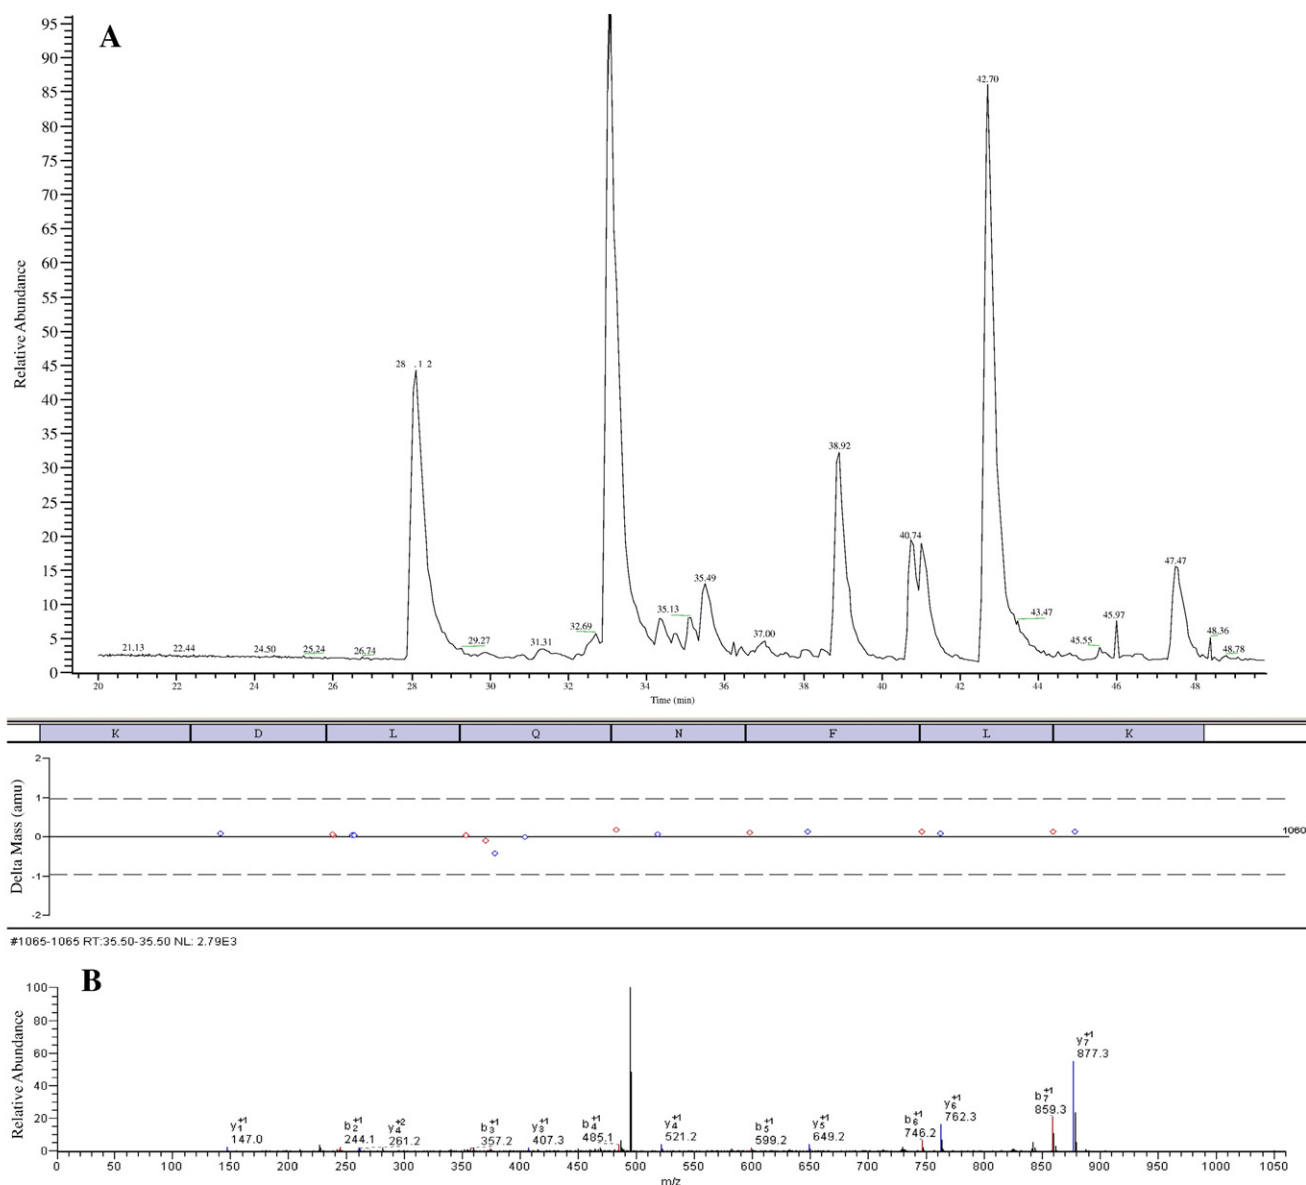 A
Relative Abundance
95
90
85
80
75
70
65
60
55
50
45
40
35
30
25
20
15
10
5
0
21.13
22.44
24.50
25.24
26.74
28 .1 2
29.27
31.31
32.69
35.13
35.49
37.00
38.92
40.74
42.70
43.47
45.55
45.97
47.47
48.36
48.78
20 22 24 26 28 30 32 34 36 38 40 42 44 46 48
Time (min)
K D L Q N F L K
Delta Mass (amu)
2
1
0
-1
-2
1060
#1065-1065 RT:35.50-35.50 NL: 2.79E3
B
Relative Abundance
100
80
60
40
20
0
y1+1
147.0
b2+1
244.1
y4+2
261.2
b3+1
357.2
y3+1
407.3
b4+1
485.1
y4+1
521.2
b5+1
599.2
y5+1
649.2
b6+1
746.2
y6+1
762.3
b7+1
859.3
y7+1
877.3
0 50 100 150 200 250 300 350 400 450 500 550 600 650 700 750 800 850 900 950 1000 1050
m/z